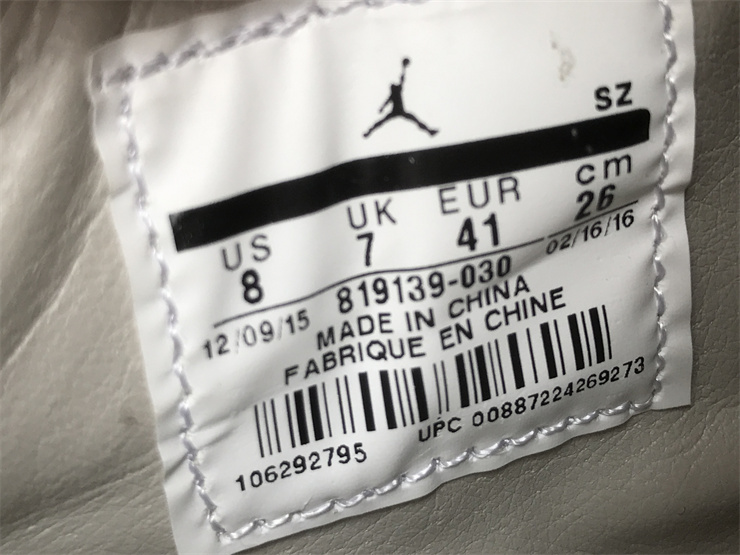 SZ
US UK EUR cm
8 7 41 26
12/09/15 819139-030 02/16/16
MADE IN CHINA
FABRIQUE EN CHINE
106292795 UPC 00887224269273